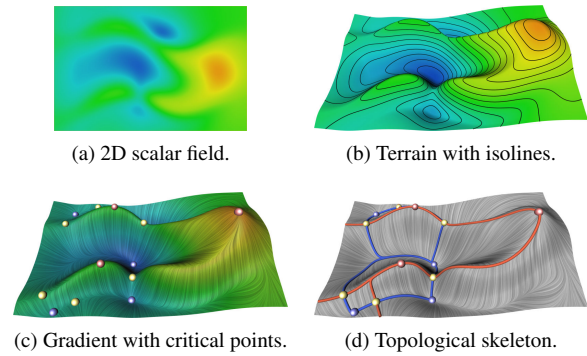 (a) 2D scalar field.
(b) Terrain with isolines.
(c) Gradient with critical points.
(d) Topological skeleton.